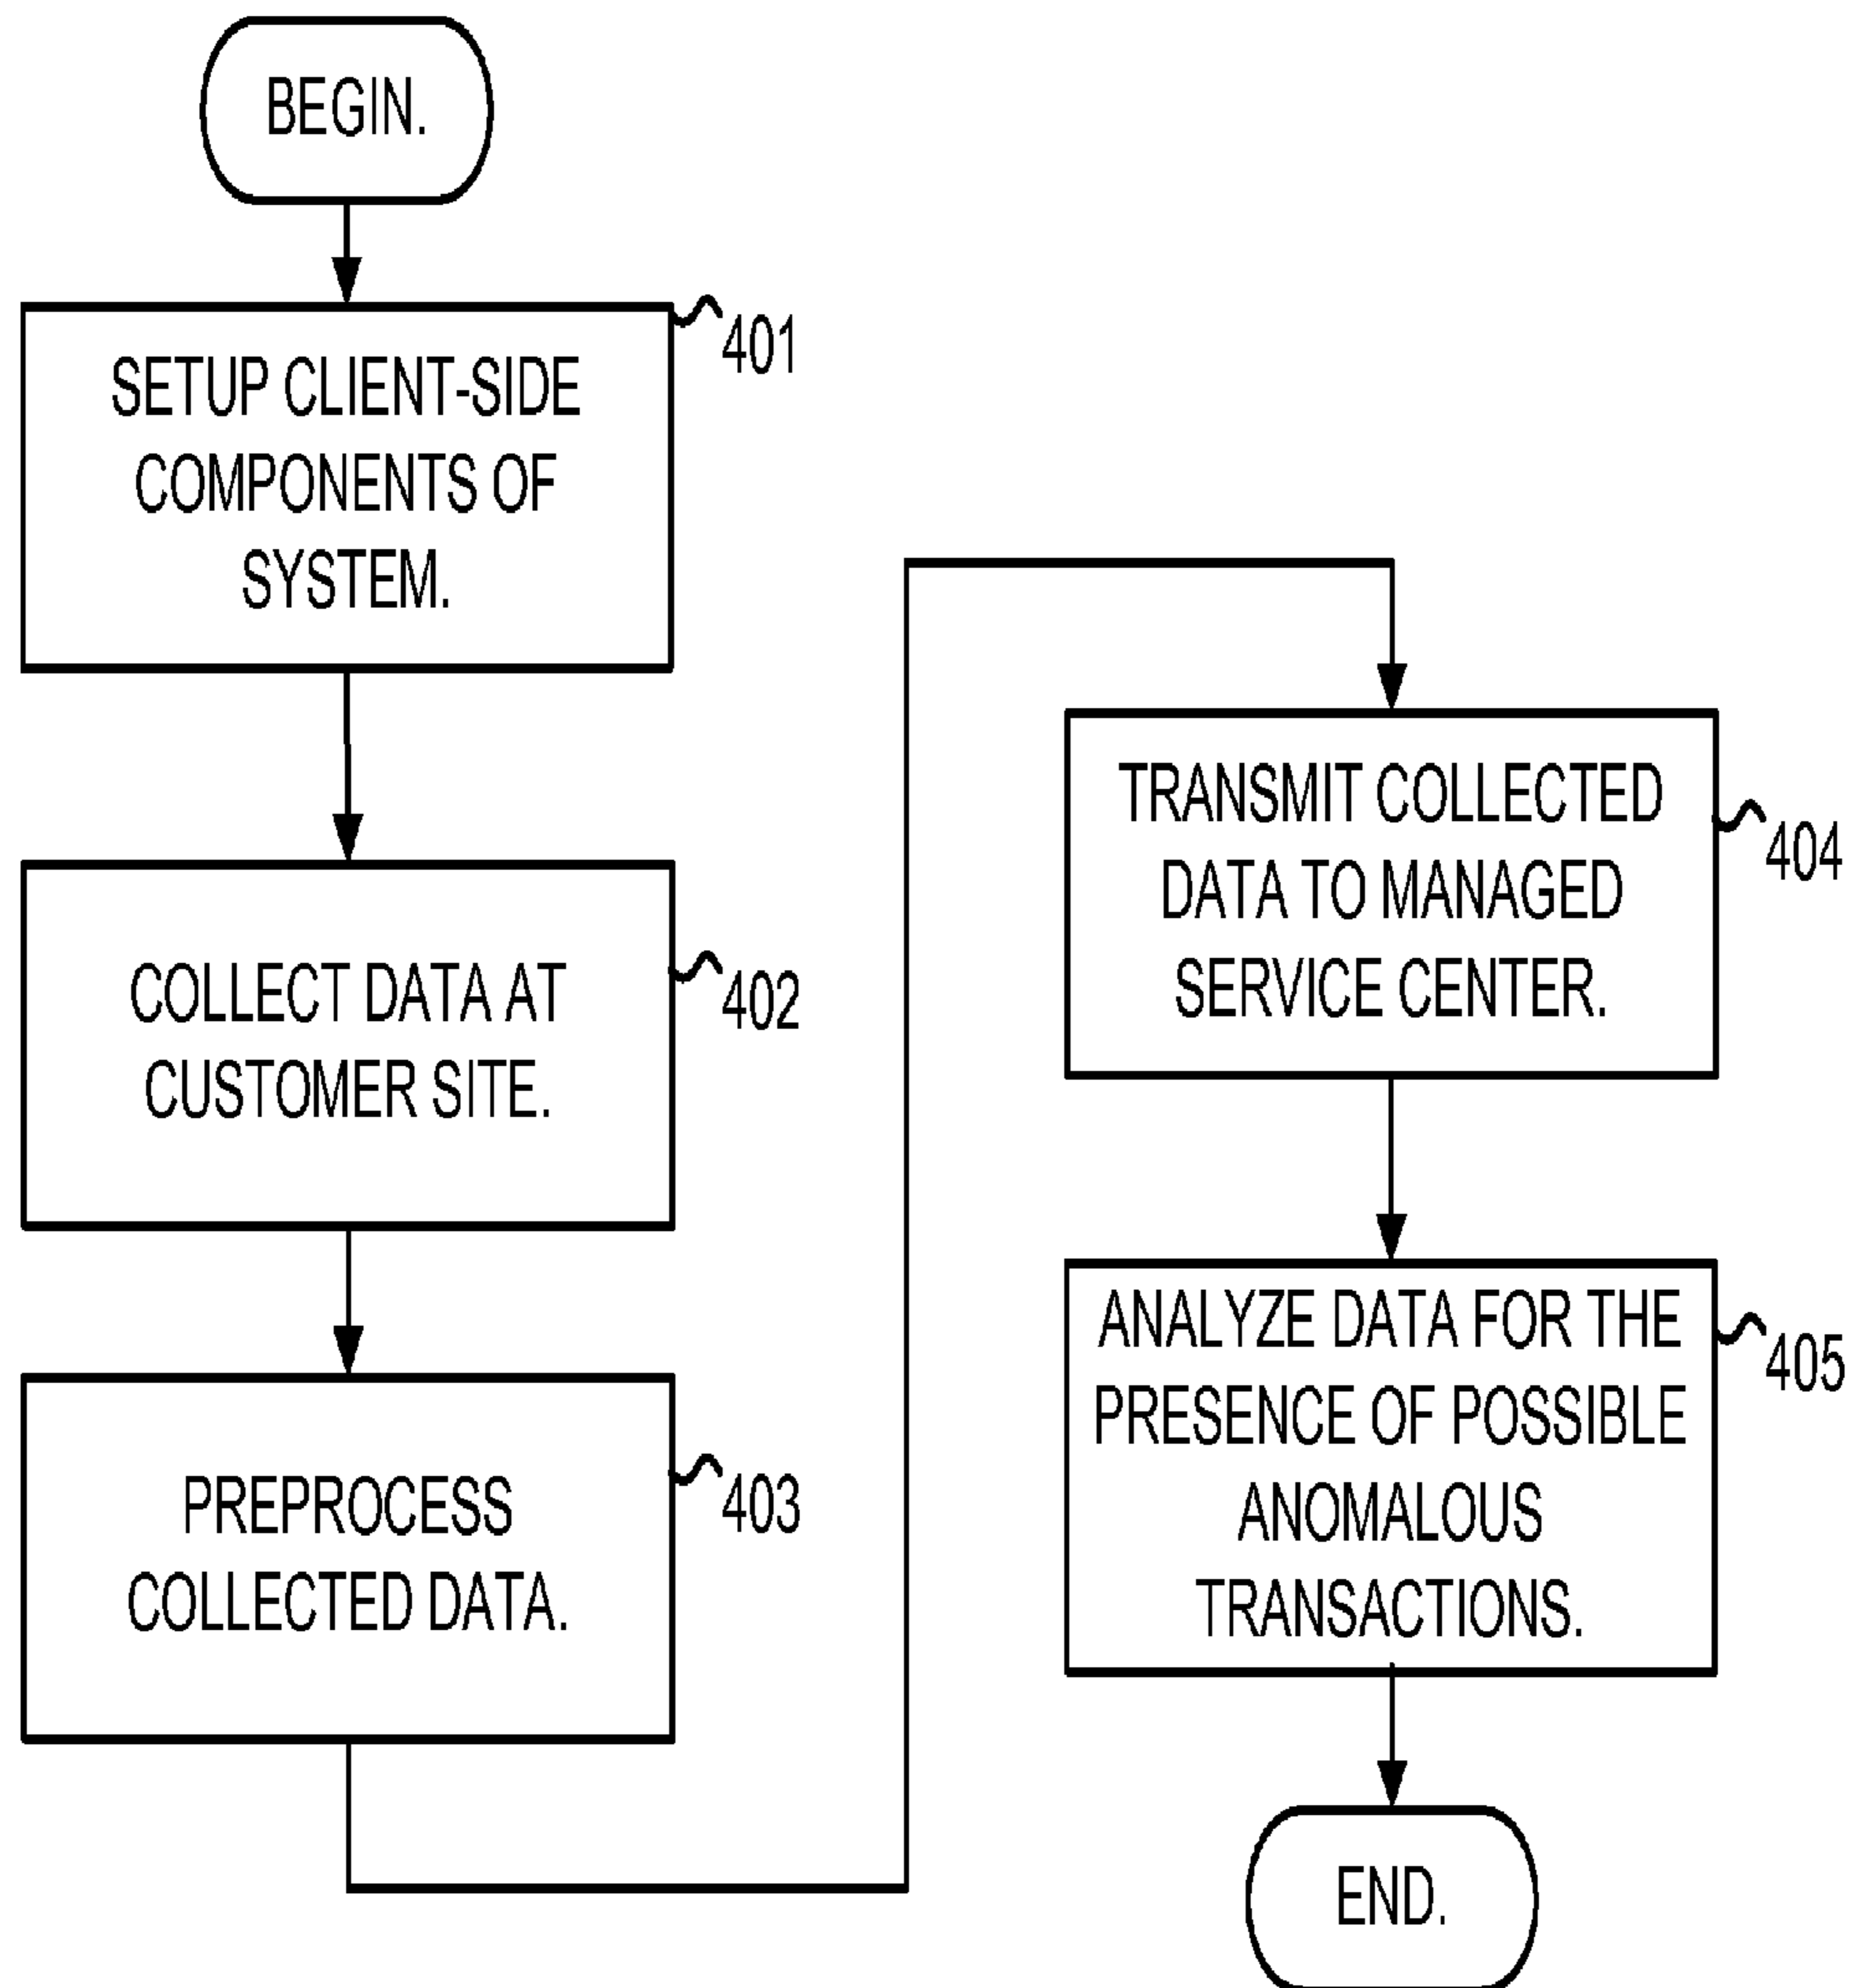 BEGIN.
SETUP CLIENT-SIDE
COMPONENTS OF
SYSTEM.
401
COLLECT DATA AT
CUSTOMER SITE.
402
PREPROCESS
COLLECTED DATA.
403
TRANSMIT COLLECTED
DATA TO MANAGED
SERVICE CENTER.
404
ANALYZE DATA FOR THE
PRESENCE OF POSSIBLE
ANOMALOUS
TRANSACTIONS.
405
END.